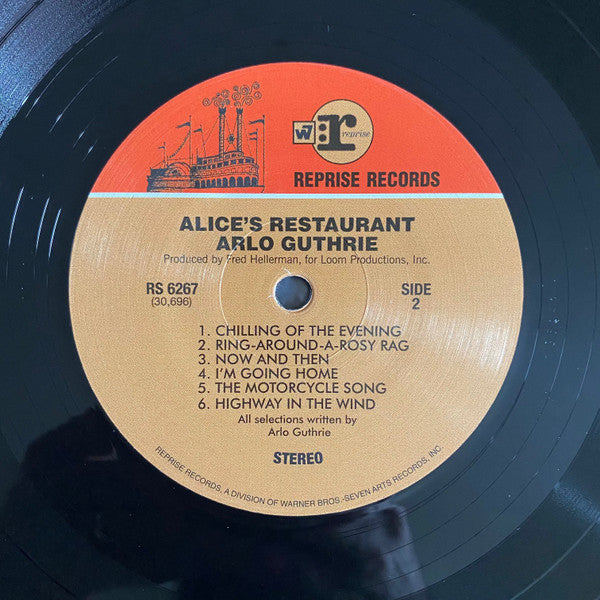 W7 r reprise
REPRISE RECORDS
ALICE'S RESTAURANT
ARLO GUTHRIE
Produced by Fred Hellerman, for Loom Productions, Inc.
RS 6267
(30,696)
SIDE
2
1. CHILLING OF THE EVENING
2. RING-AROUND-A-ROSY RAG
3. NOW AND THEN
4. I'M GOING HOME
5. THE MOTORCYCLE SONG
6. HIGHWAY IN THE WIND
All selections written by
Arlo Guthrie
STEREO
REPRISE RECORDS, A DIVISION OF WARNER BROS.-SEVEN ARTS RECORDS, INC.